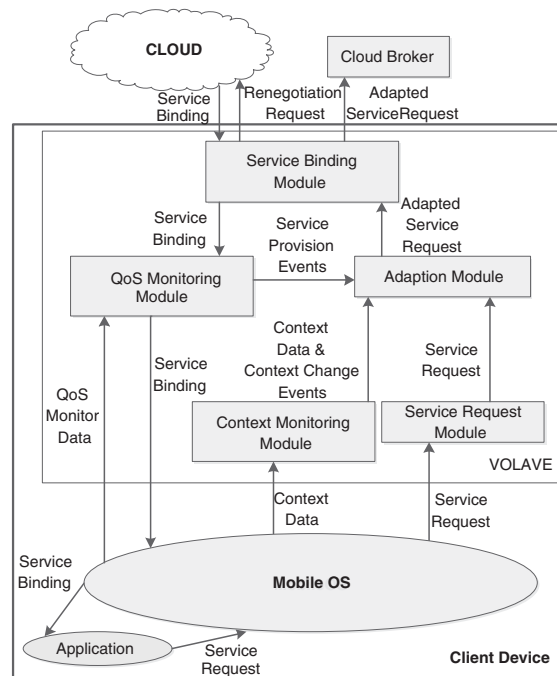 CLOUD
Cloud Broker
Service
Binding
Renegotiation
Request
Adapted
ServiceRequest
Service Binding
Module
Service
Binding
Service
Provision
Events
Adapted
Service
Request
QoS Monitoring
Module
Adaption Module
QoS
Monitor
Data
Service
Binding
Context
Data &
Context Change
Events
Service
Request
Context Monitoring
Module
Service Request
Module
VOLAVE
Context
Data
Service
Request
Service
Binding
Mobile OS
Application
Service
Request
Client Device